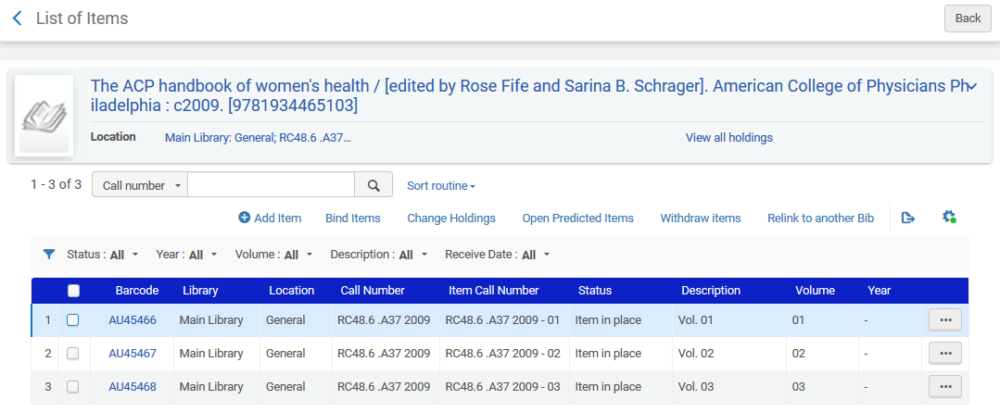 List of Items
Back
The ACP handbook of women's health / [edited by Rose Fife and Sarina B. Schrager]. American College of Physicians Ph
iladelphia : c2009. [9781934465103]
Location Main Library: General; RC48.6 .A37... View all holdings
1 - 3 of 3 Call number Sort routine
Add Item Bind Items Change Holdings Open Predicted Items Withdraw items Relink to another Bib
Status : All Year : All Volume : All Description : All Receive Date : All
Barcode Library Location Call Number Item Call Number Status Description Volume Year
1 AU45466 Main Library General RC48.6 .A37 2009 RC48.6 .A37 2009 - 01 Item in place Vol. 01 01 -
2 AU45467 Main Library General RC48.6 .A37 2009 RC48.6 .A37 2009 - 02 Item in place Vol. 02 02 -
3 AU45468 Main Library General RC48.6 .A37 2009 RC48.6 .A37 2009 - 03 Item in place Vol. 03 03 -